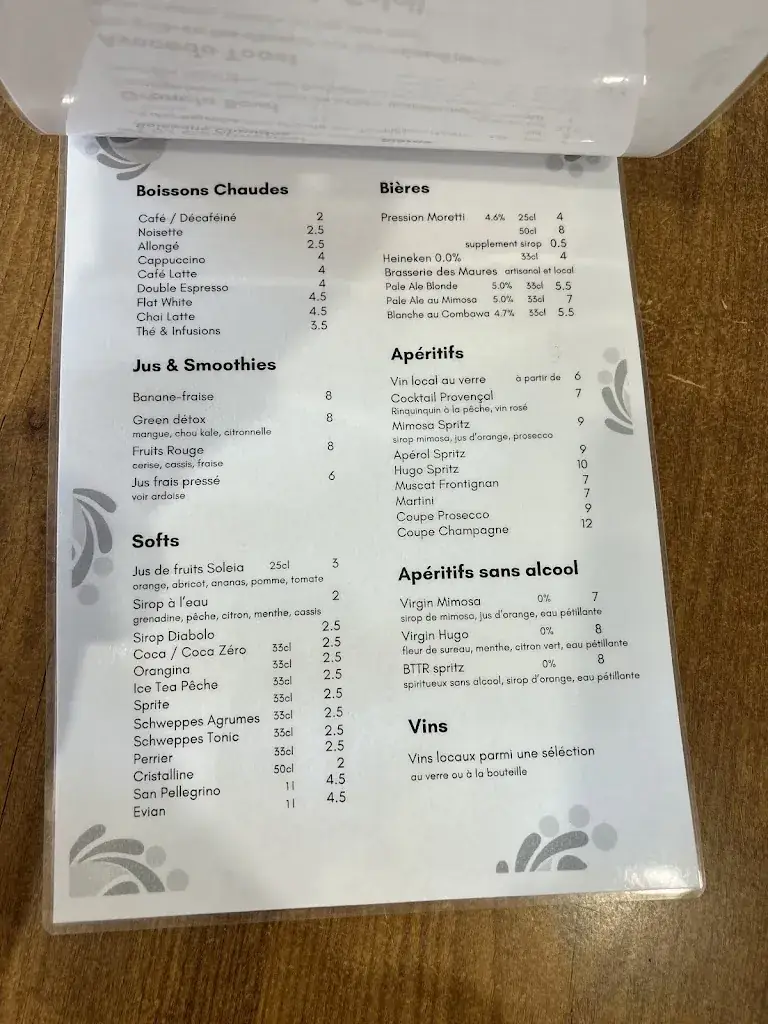 Avocado Toast
Boissons Chaudes
Café / Décaféiné 2
Noisette 2.5
Allongé 2.5
Cappuccino 4
Café Latte 4
Double Espresso 4
Flat White 4.5
Chai Latte 4.5
Thé & Infusions 3.5
Jus & Smoothies
Banane-fraise 8
Green détox 8
mangue, chou kale, citronnelle
Fruits Rouge 8
cerise, cassis, fraise
Jus frais pressé 6
voir ardoise
Softs
Jus de fruits Soleia 25cl 3
orange, abricot, ananas, pomme, tomate
Sirop à l'eau 2
grenadine, pêche, citron, menthe, cassis
Sirop Diabolo 2.5
Coca / Coca Zéro 33cl 2.5
Orangina 33cl 2.5
Ice Tea Pêche 33cl 2.5
Sprite 33cl 2.5
Schweppes Agrumes 33cl 2.5
Schweppes Tonic 33cl 2.5
Perrier 33cl 2.5
Cristalline 50cl 2
San Pellegrino 1l 4.5
Evian 1l 4.5
Bières
Pression Moretti 4.6% 25cl 4
50cl 8
supplement sirop 0.5
Heineken 0.0% 33cl 4
Brasserie des Maures artisanal et local
Pale Ale Blonde 5.0% 33cl 5.5
Pale Ale au Mimosa 5.0% 33cl 7
Blanche au Combawa 4.7% 33cl 5.5
Apéritifs
Vin local au verre à partir de 6
Cocktail Provençal 7
Rinquinquin à la pêche, vin rosé
Mimosa Spritz 9
sirop mimosa, jus d'orange, prosecco
Apérol Spritz 9
Hugo Spritz 10
Muscat Frontignan 7
Martini 7
Coupe Prosecco 9
Coupe Champagne 12
Apéritifs sans alcool
Virgin Mimosa 0% 7
sirop de mimosa, jus d'orange, eau pétillante
Virgin Hugo 0% 8
fleur de sureau, menthe, citron vert, eau pétillante
BTTR spritz 0% 8
spiritueux sans alcool, sirop d'orange, eau pétillante
Vins
Vins locaux parmi une séléction
au verre ou à la bouteille